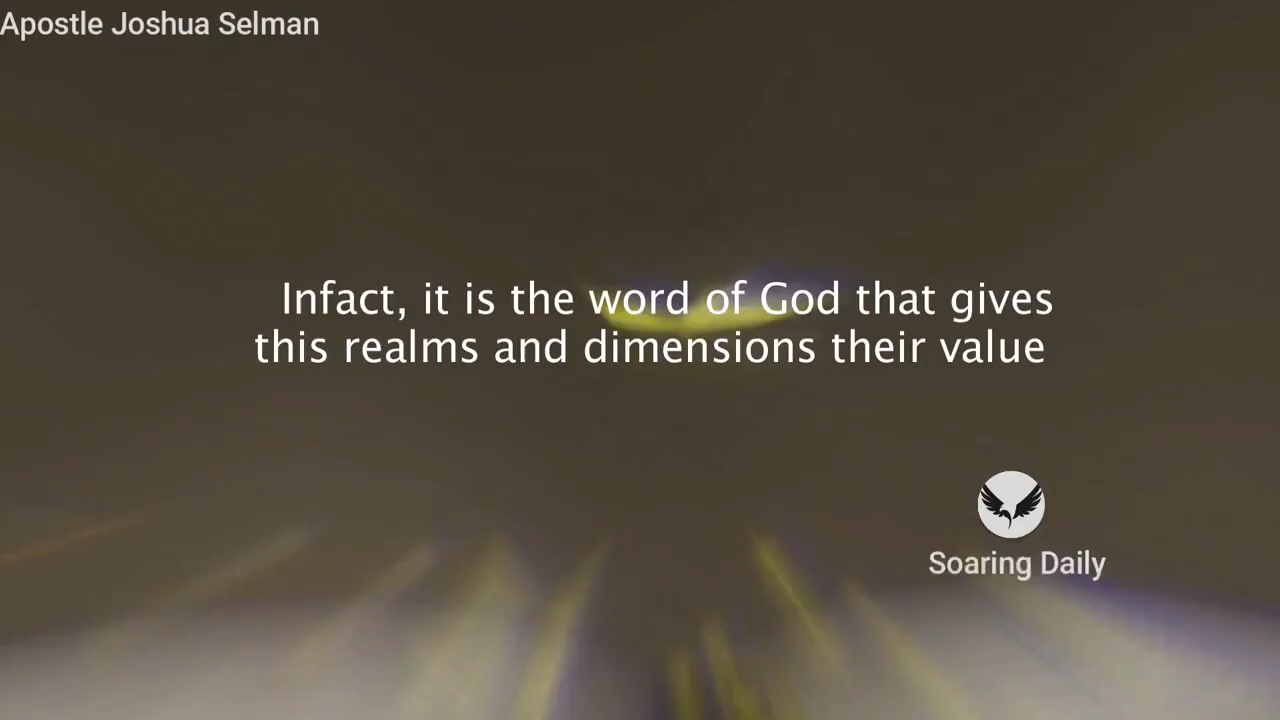 Apostle Joshua Selman
Infact, it is the word of God that gives
this realms and dimensions their value
Soaring Daily